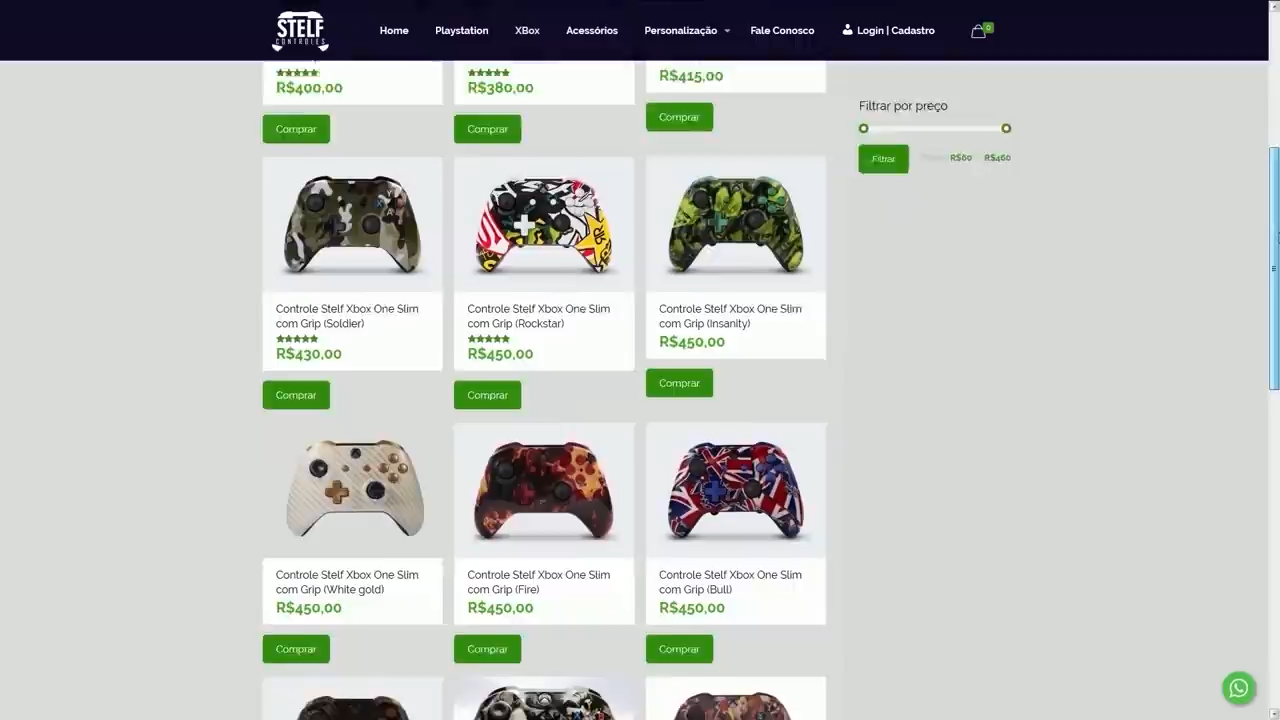 STELF
CONTROLES
Home
Playstation
XBox
Acessórios
Personalização
Fale Conosco
Login | Cadastro
0
R$400,00
R$380,00
R$415,00
Comprar
Comprar
Comprar
Filtrar por preço
Filtrar
R$60
R$460
Controle Stelf Xbox One Slim
com Grip (Soldier)
R$430,00
Comprar
Controle Stelf Xbox One Slim
com Grip (Rockstar)
R$450,00
Comprar
Controle Stelf Xbox One Slim
com Grip (Insanity)
R$450,00
Comprar
Controle Stelf Xbox One Slim
com Grip (White gold)
R$450,00
Comprar
Controle Stelf Xbox One Slim
com Grip (Fire)
R$450,00
Comprar
Controle Stelf Xbox One Slim
com Grip (Bull)
R$450,00
Comprar